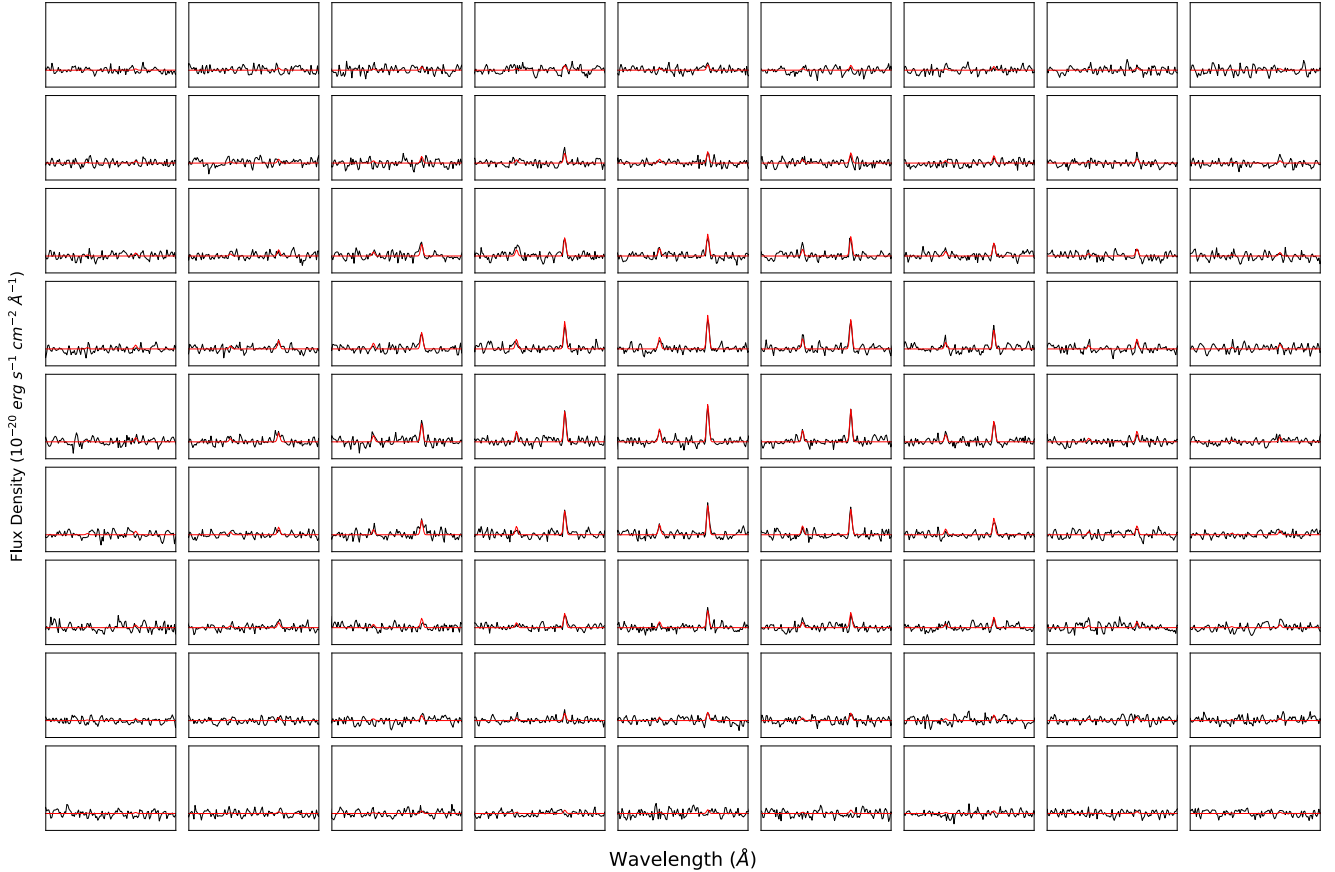 Flux Density (10⁻²⁰ erg s⁻¹ cm⁻² Å⁻¹)
Wavelength (Å)